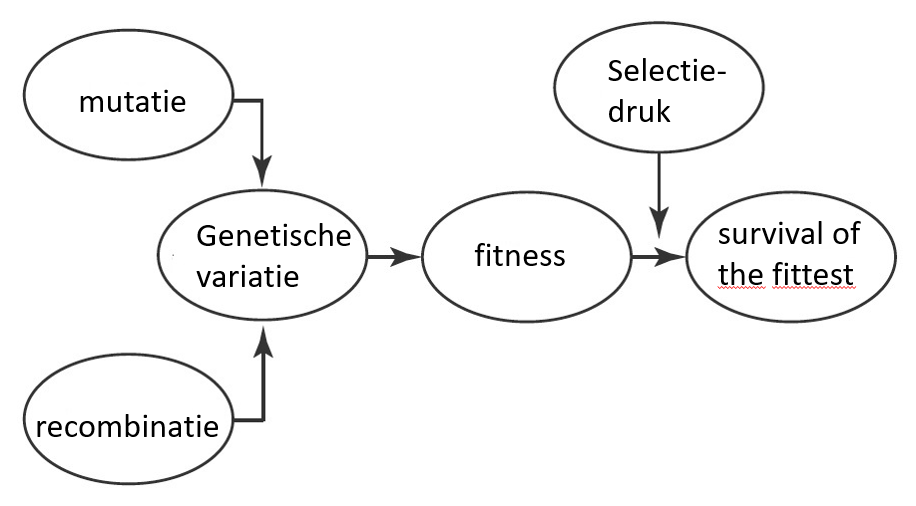 mutatie
Selectie-
druk
Genetische
variatie
fitness
survival of
the fittest
recombinatie